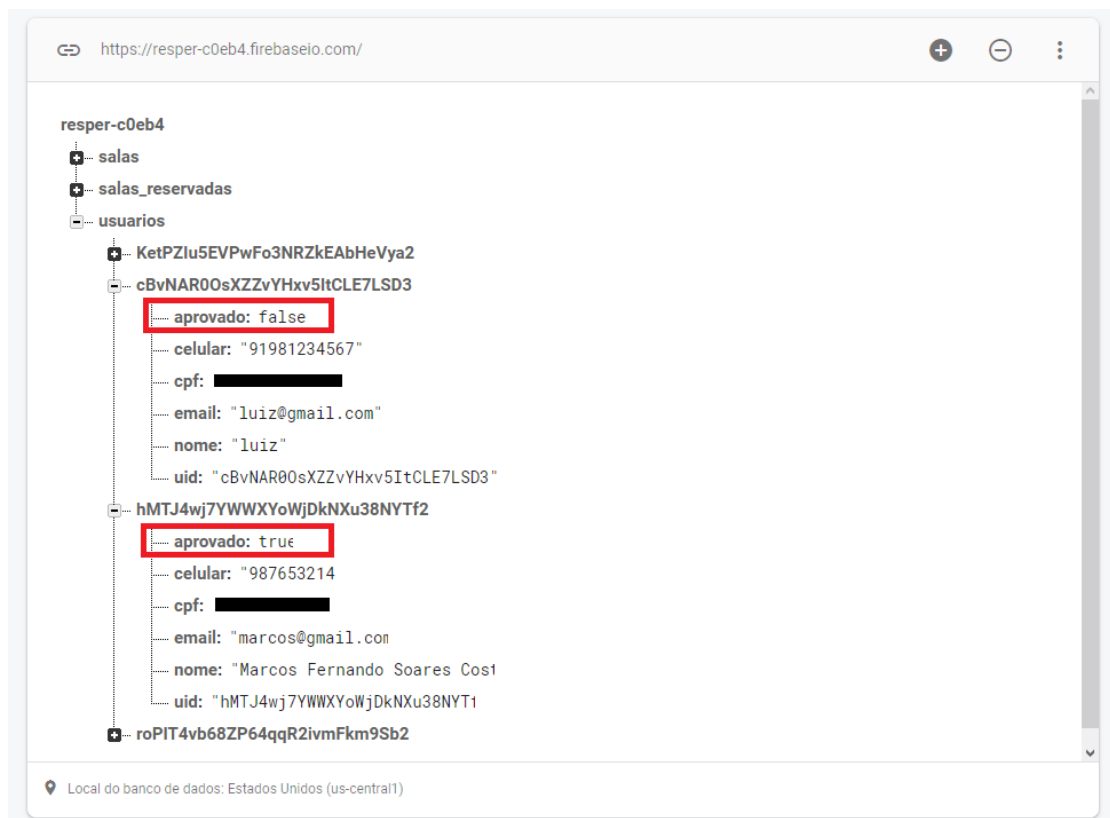 https://resper-c0eb4.firebaseio.com/
resper-c0eb4
salas
salas_reservadas
usuarios
KetPZIu5EVPwFo3NRZkEAbHeVya2
cBvNAR0OsXZZvYHxv5ItCLE7LSD3
aprovado: false
celular: "91981234567"
cpf:
email: "luiz@gmail.com"
nome: "luiz"
uid: "cBvNAR0OsXZZvYHxv5ItCLE7LSD3"
hMTJ4wj7YWWXYoWjDkNXu38NYTf2
aprovado: true
celular: "987653214
cpf:
email: "marcos@gmail.com
nome: "Marcos Fernando Soares Cost
uid: "hMTJ4wj7YWWXYoWjDkNXu38NYT
roPIT4vb68ZP64qqR2ivmFkm9Sb2
Local do banco de dados: Estados Unidos (us-central1)